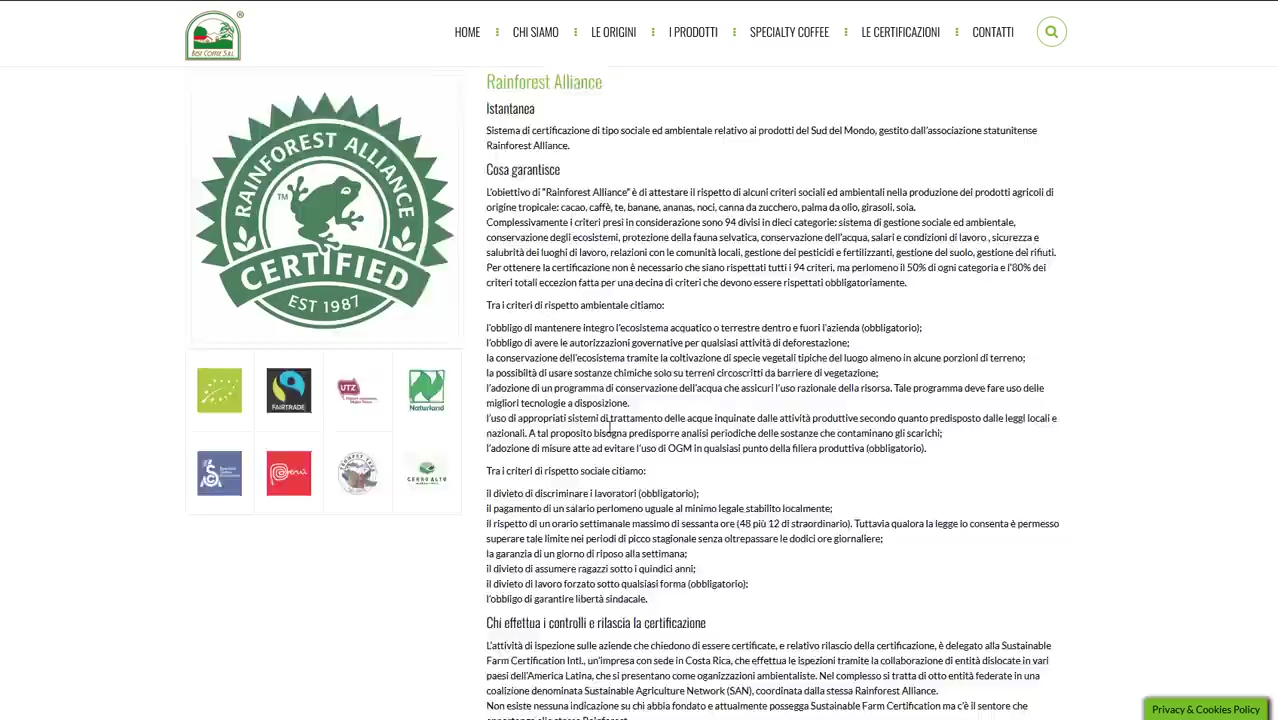 BEST COFFEE S.r.l.
HOME
CHI SIAMO
LE ORIGINI
I PRODOTTI
SPECIALTY COFFEE
LE CERTIFICAZIONI
CONTATTI
RAINFOREST ALLIANCE
TM
CERTIFIED
EST 1987
FAIRTRADE
UTZ
Naturland
Perú
CERRO ALTO
Rainforest Alliance
Istantanea
Sistema di certificazione di tipo sociale ed ambientale relativo ai prodotti del Sud del Mondo, gestito dall'associazione statunitense
Rainforest Alliance.
Cosa garantisce
L'obiettivo di "Rainforest Alliance" è di attestare il rispetto di alcuni criteri sociali ed ambientali nella produzione dei prodotti agricoli di
origine tropicale: cacao, caffè, te, banane, ananas, noci, canna da zucchero, palma da olio, girasoli, soia.
Complessivamente i criteri presi in considerazione sono 94 divisi in dieci categorie: sistema di gestione sociale ed ambientale,
conservazione degli ecosistemi, protezione della fauna selvatica, conservazione dell'acqua, salari e condizioni di lavoro , sicurezza e
salubrità dei luoghi di lavoro, relazioni con le comunità locali, gestione dei pesticidi e fertilizzanti, gestione del suolo, gestione dei rifiuti.
Per ottenere la certificazione non è necessario che siano rispettati tutti i 94 criteri, ma perlomeno il 50% di ogni categoria e l'80% dei
criteri totali eccezion fatta per una decina di criteri che devono essere rispettati obbligatoriamente.
Tra i criteri di rispetto ambientale citiamo:
l'obbligo di mantenere integro l'ecosistema acquatico o terrestre dentro e fuori l'azienda (obbligatorio);
l'obbligo di avere le autorizzazioni governative per qualsiasi attività di deforestazione;
la conservazione dell'ecosistema tramite la coltivazione di specie vegetali tipiche del luogo almeno in alcune porzioni di terreno;
la possibiltà di usare sostanze chimiche solo su terreni circoscritti da barriere di vegetazione;
l'adozione di un programma di conservazione dell'acqua che assicuri l'uso razionale della risorsa. Tale programma deve fare uso delle
migliori tecnologie a disposizione.
l'uso di appropriati sistemi di trattamento delle acque inquinate dalle attività produttive secondo quanto predisposto dalle leggi locali e
nazionali. A tal proposito bisogna predisporre analisi periodiche delle sostanze che contaminano gli scarichi;
l'adozione di misure atte ad evitare l'uso di OGM in qualsiasi punto della filiera produttiva (obbligatorio).
Tra i criteri di rispetto sociale citiamo:
il divieto di discriminare i lavoratori (obbligatorio);
il pagamento di un salario perlomeno uguale al minimo legale stabilito localmente;
il rispetto di un orario settimanale massimo di sessanta ore (48 più 12 di straordinario). Tuttavia qualora la legge lo consenta è permesso
superare tale limite nei periodi di picco stagionale senza oltrepassare le dodici ore giornaliere;
la garanzia di un giorno di riposo alla settimana;
il divieto di assumere ragazzi sotto i quindici anni;
il divieto di lavoro forzato sotto qualsiasi forma (obbligatorio);
l'obbligo di garantire libertà sindacale.
Chi effettua i controlli e rilascia la certificazione
L'attività di ispezione sulle aziende che chiedono di essere certificate, e relativo rilascio della certificazione, è delegato alla Sustainable
Farm Certification Intl., un'impresa con sede in Costa Rica, che effettua le ispezioni tramite la collaborazione di entità dislocate in vari
paesi dell'America Latina, che si presentano come oganizzazioni ambientaliste. Nel complesso si tratta di otto entità federate in una
coalizione denominata Sustainable Agriculture Network (SAN), coordinata dalla stessa Rainforest Alliance.
Non esiste nessuna indicazione su chi abbia fondato e attualmente possegga Sustainable Farm Certification ma c'è il sentore che
Privacy & Cookies Policy